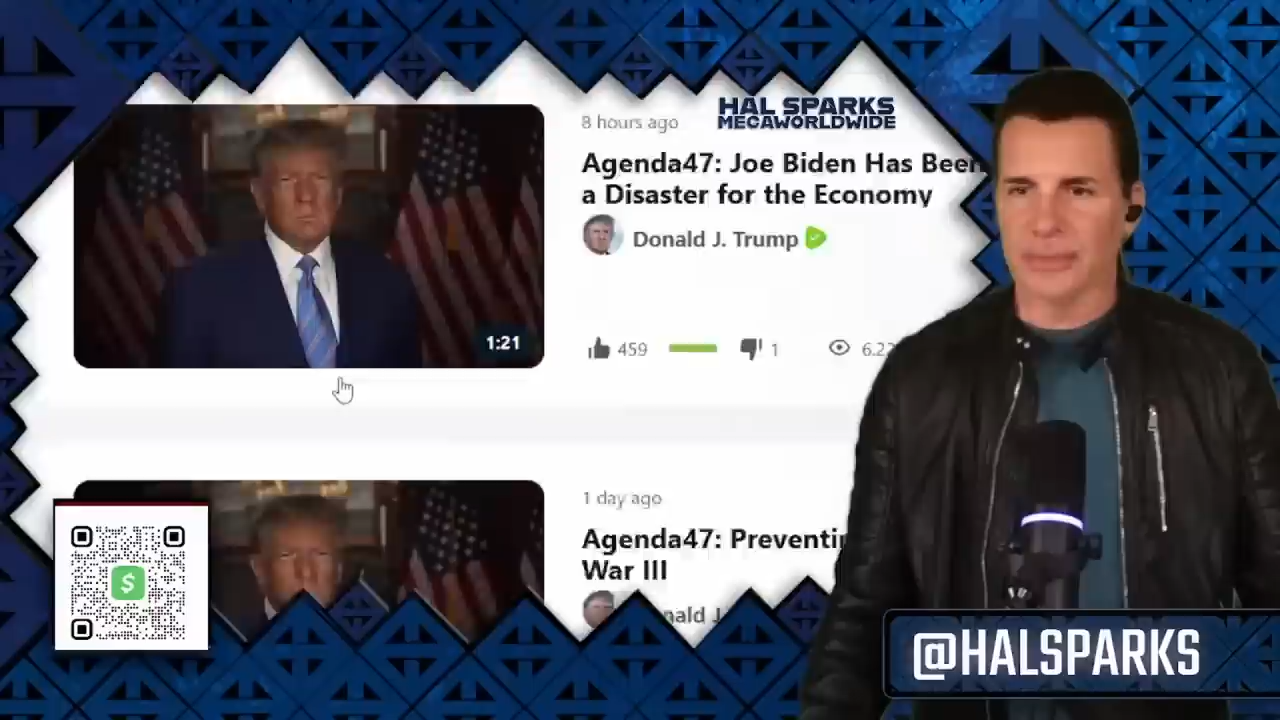 HAL SPARKS
MEGAWORLDWIDE
8 hours ago
Agenda47: Joe Biden Has Been
a Disaster for the Economy
Donald J. Trump
1:21
459
1
1 day ago
Agenda47:
War III
@HALSPARKS